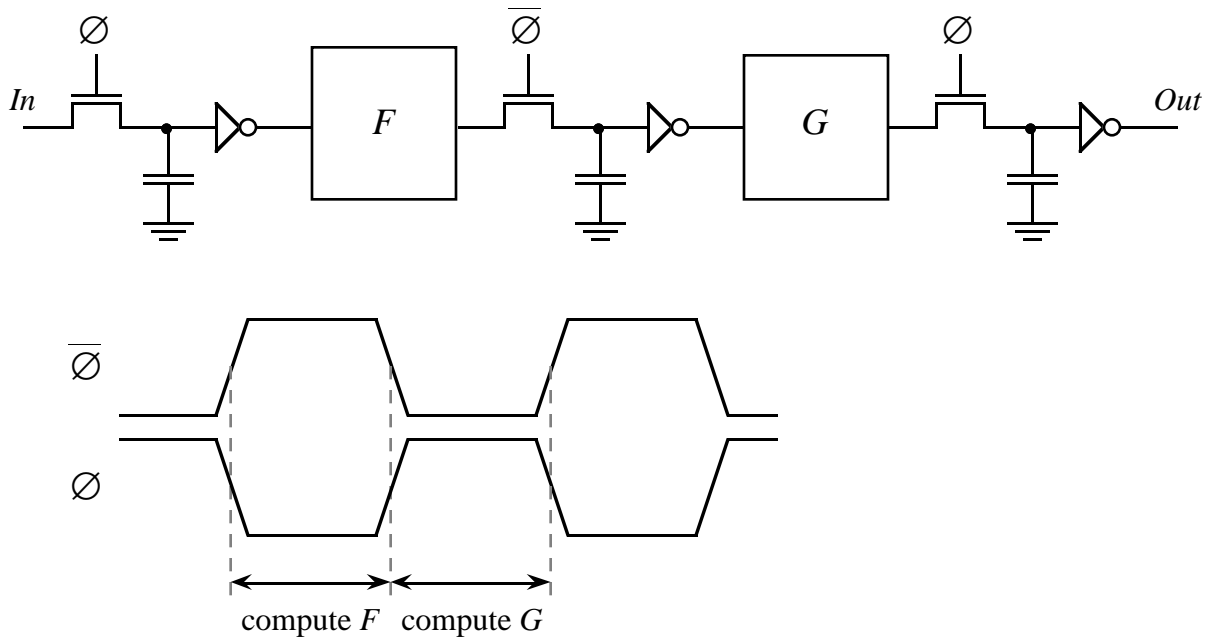 ∅ ∅̅ ∅
In F G Out
∅̅
∅
compute F compute G